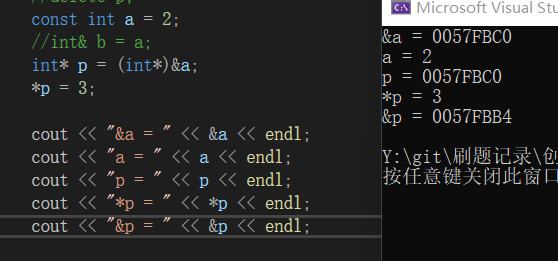 //delete p;
const int a = 2;
//int& b = a;
int* p = (int*)&a;
*p = 3;
cout << "&a = " << &a << endl;
cout << "a = " << a << endl;
cout << "p = " << p << endl;
cout << "*p = " << *p << endl;
cout << "&p = " << &p << endl;
Microsoft Visual Stu
&a = 0057FBC0
a = 2
p = 0057FBC0
*p = 3
&p = 0057FBB4
Y:\git\刷题记录\创
按任意键关闭此窗口